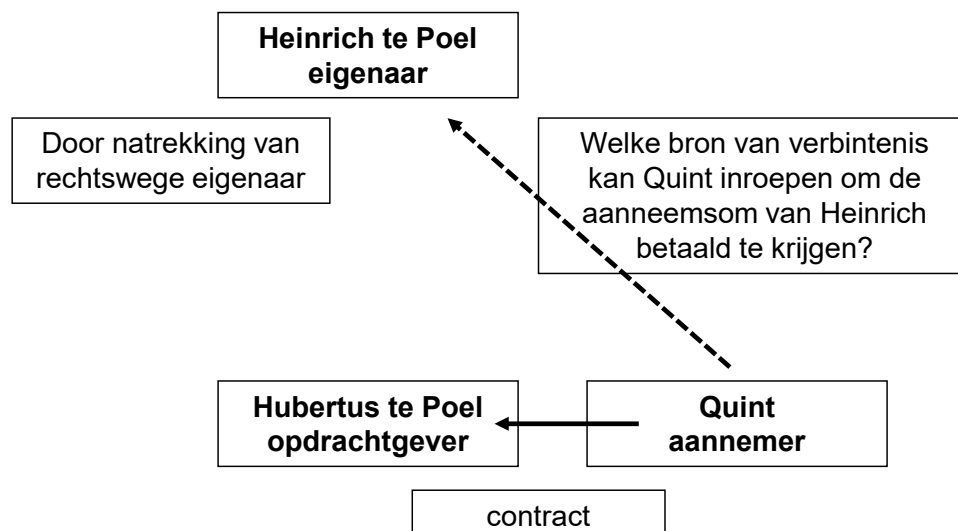 Heinrich te Poel
eigenaar
Door natrekking van
rechtswege eigenaar
Welke bron van verbintenis
kan Quint inroepen om de
aanneemsom van Heinrich
betaald te krijgen?
Hubertus te Poel
opdrachtgever
Quint
aannemer
contract